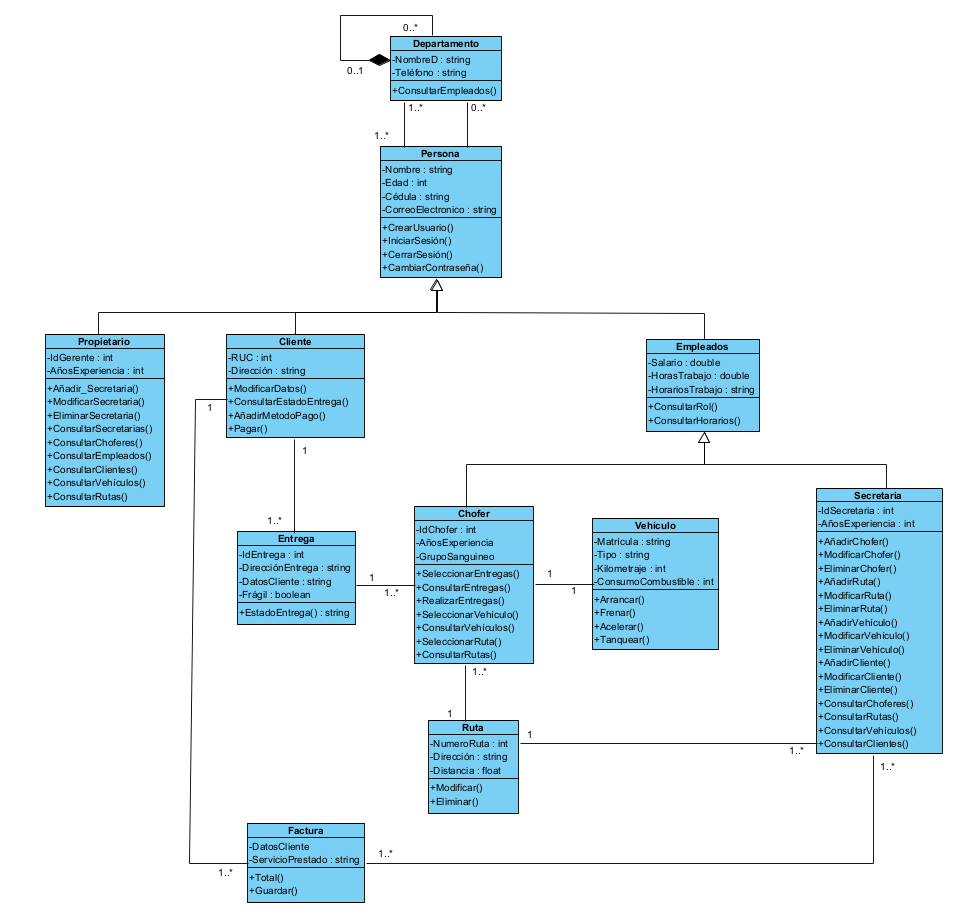 0..*
Departamento
0..1
-NombreD : string
-Teléfono : string
+ConsultarEmpleados()
1..*
0..*
1..*
Persona
-Nombre : string
-Edad : int
-Cédula : string
-CorreoElectronico : string
+CrearUsuario()
+IniciarSesión()
+CerrarSesión()
+CambiarContraseña()
Propietario
-IdGerente : int
-AñosExperiencia : int
+Añadir_Secretaria()
+ModificarSecretaria()
+EliminarSecretaria()
+ConsultarSecretarias()
+ConsultarChoferes()
+ConsultarEmpleados()
+ConsultarClientes()
+ConsultarVehículos()
+ConsultarRutas()
Cliente
-RUC : int
-Dirección : string
+ModificarDatos()
+ConsultarEstadoEntrega()
+AñadirMetodoPago()
+Pagar()
1
1
Empleados
-Salario : double
-HorasTrabajo : double
-HorariosTrabajo : string
+ConsultarRol()
+ConsultarHorarios()
1..*
Entrega
-IdEntrega : int
-DirecciónEntrega : string
-DatosCliente : string
-Frágil : boolean
+EstadoEntrega() : string
1
1..*
Chofer
-IdChofer : int
-AñosExperiencia
-GrupoSanguineo
+SeleccionarEntregas()
+ConsultarEntregas()
+RealizarEntregas()
+SeleccionarVehículo()
+ConsultarVehículos()
+SeleccionarRuta()
+ConsultarRutas()
1
1
Vehículo
-Matrícula : string
-Tipo : string
-Kilometraje : int
-ConsumoCombustible : int
+Arrancar()
+Frenar()
+Acelerar()
+Tanquear()
Secretaria
-IdSecretaria : int
-AñosExperiencia : int
+AñadirChofer()
+ModificarChofer()
+EliminarChofer()
+AñadirRuta()
+ModificarRuta()
+EliminarRuta()
+AñadirVehículo()
+ModificarVehículo()
+EliminarVehículo()
+AñadirCliente()
+ModificarCliente()
+EliminarCliente()
+ConsultarChoferes()
+ConsultarRutas()
+ConsultarVehículos()
+ConsultarClientes()
1..*
1
Ruta
-NumeroRuta : int
-Dirección : string
-Distancia : float
+Modificar()
+Eliminar()
1
1..*
1..*
Factura
-DatosCliente
-ServicioPrestado : string
+Total()
+Guardar()
1..*
1..*